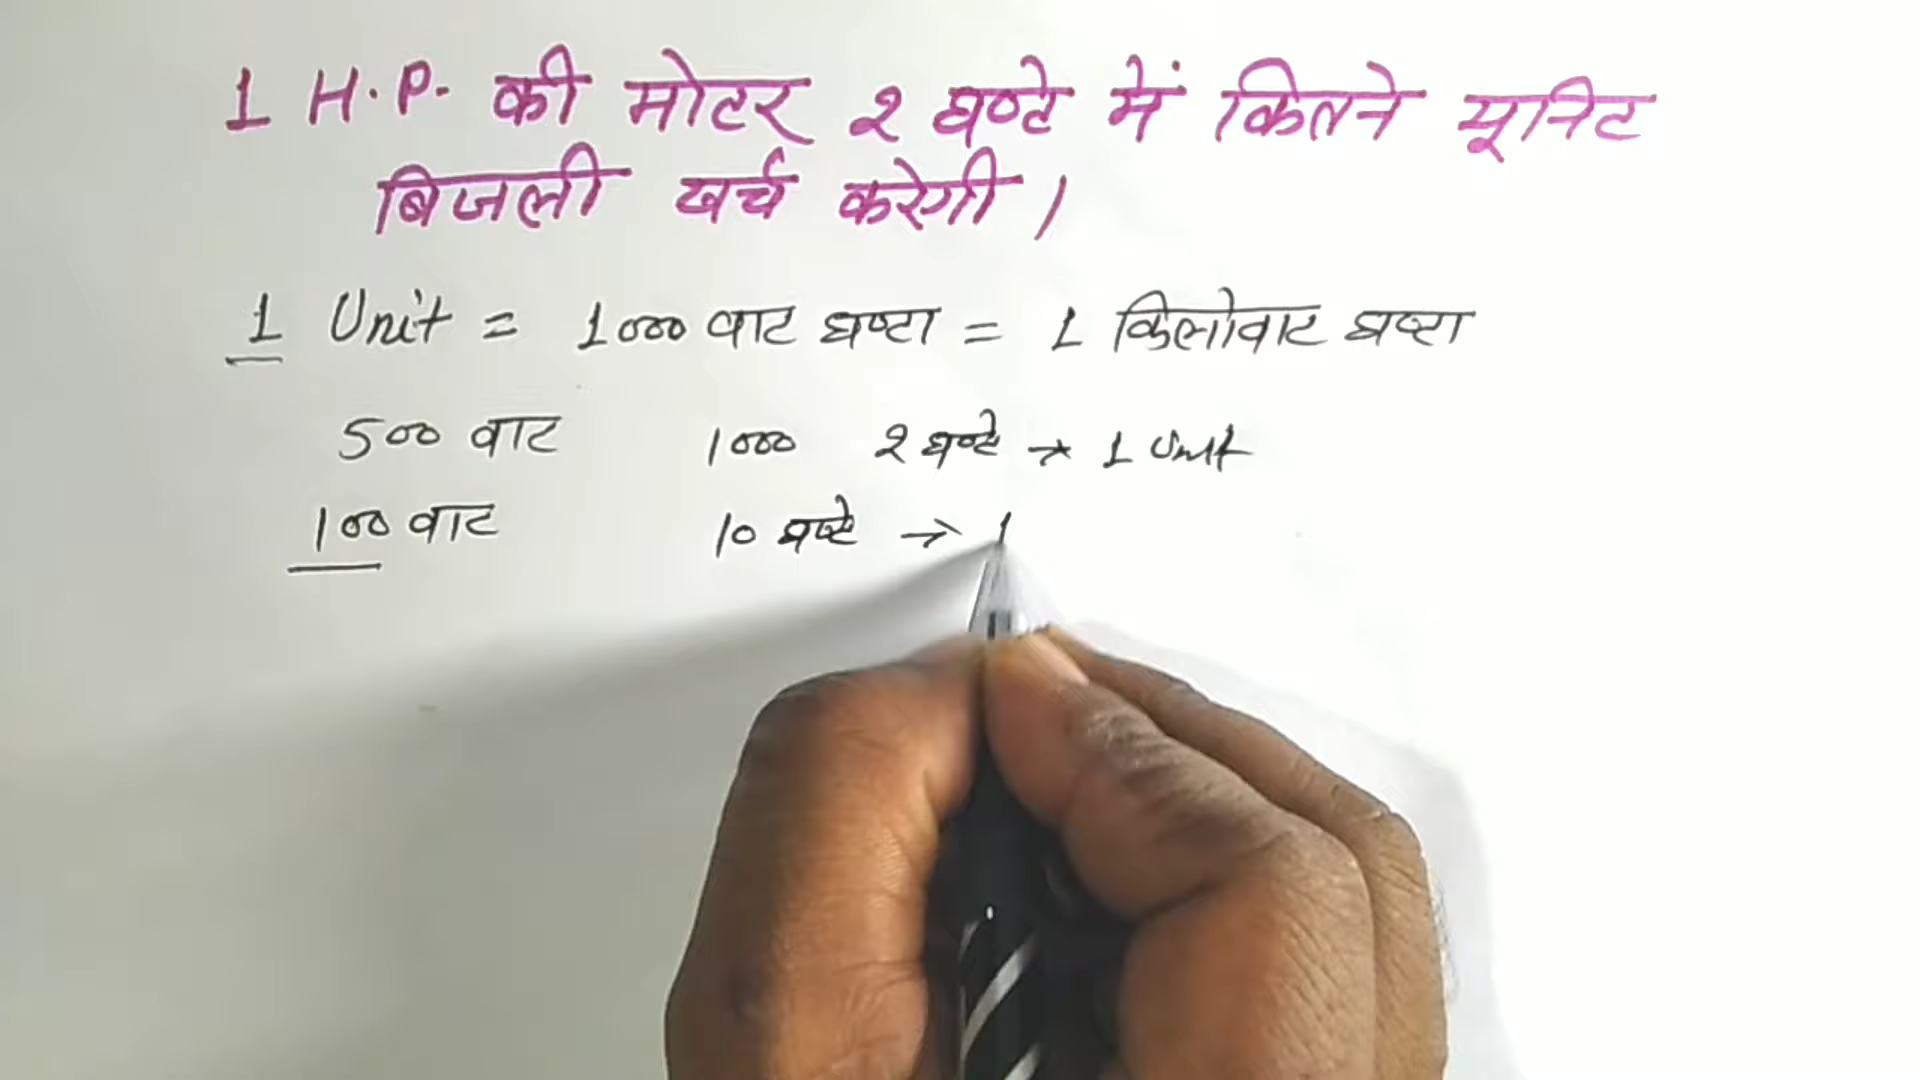 1 H.P. की मोटर 2 घण्टे में कितने यूनिट
बिजली खर्च करेगी।
1 Unit = 1000 वाट घण्टा = 1 किलोवाट घण्टा
500 वाट 1000 2 घण्टे → 1 Unit
100 वाट 10 घण्टे → 1